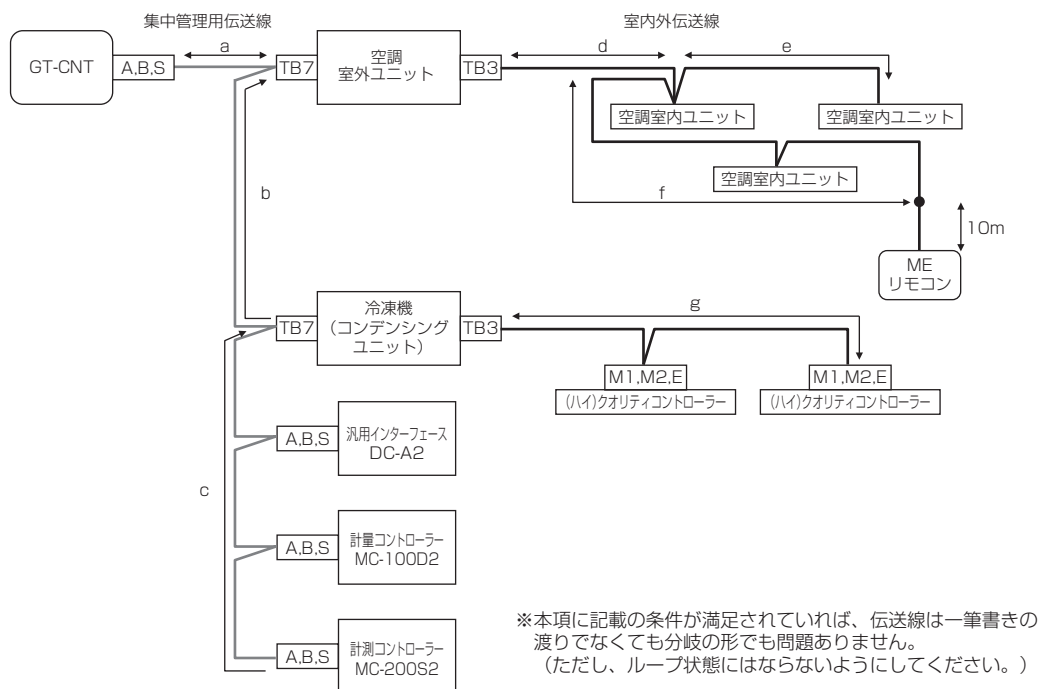 集中管理用伝送線
室内外伝送線
GT-CNT
A,B,S
a
TB7
空調
室外ユニット
TB3
d
e
空調室内ユニット
空調室内ユニット
空調室内ユニット
b
f
10m
ME
リモコン
TB7
冷凍機
(コンデンシング
ユニット)
TB3
g
M1,M2,E
(ハイ)クオリティコントローラー
M1,M2,E
(ハイ)クオリティコントローラー
A,B,S
汎用インターフェース
DC-A2
c
A,B,S
計量コントローラー
MC-100D2
A,B,S
計測コントローラー
MC-200S2
※本項に記載の条件が満足されていれば、伝送線は一筆書きの
渡りでなくても分岐の形でも問題ありません。
(ただし、ループ状態にはならないようにしてください。)